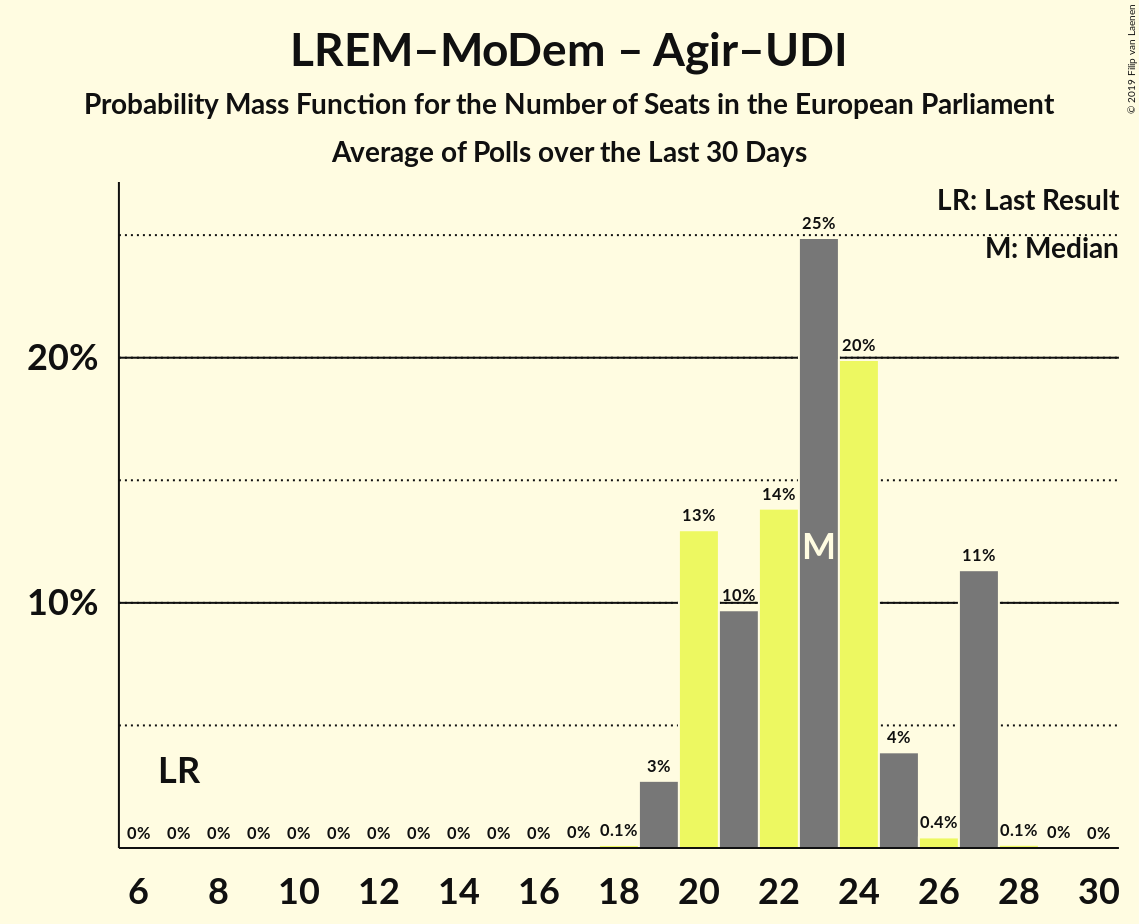 LREM–MoDem – Agir–UDI
Probability Mass Function for the Number of Seats in the European Parliament
Average of Polls over the Last 30 Days
© 2019 Filip van Laenen
LR: Last Result
M: Median
25%
20%
20%
14%
13%
M
11%
10%
10%
4%
3%
LR
0% 0% 0% 0% 0% 0% 0% 0% 0% 0% 0% 0% 0.1% 0.4% 0.1% 0% 0%
6 8 10 12 14 16 18 20 22 24 26 28 30